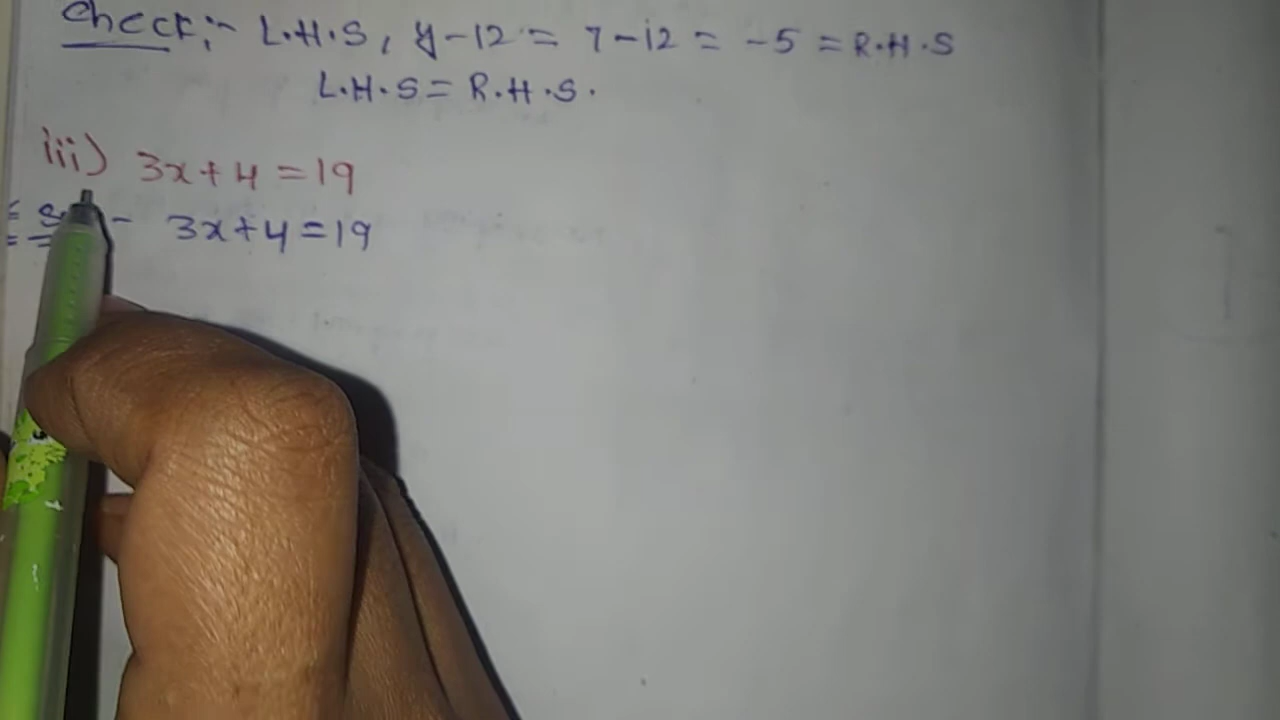 Check:- L.H.S, y-12 = 7-12 = -5 = R.H.S
L.H.S = R.H.S.
iii) 3x+4 = 19
3x+4 = 19